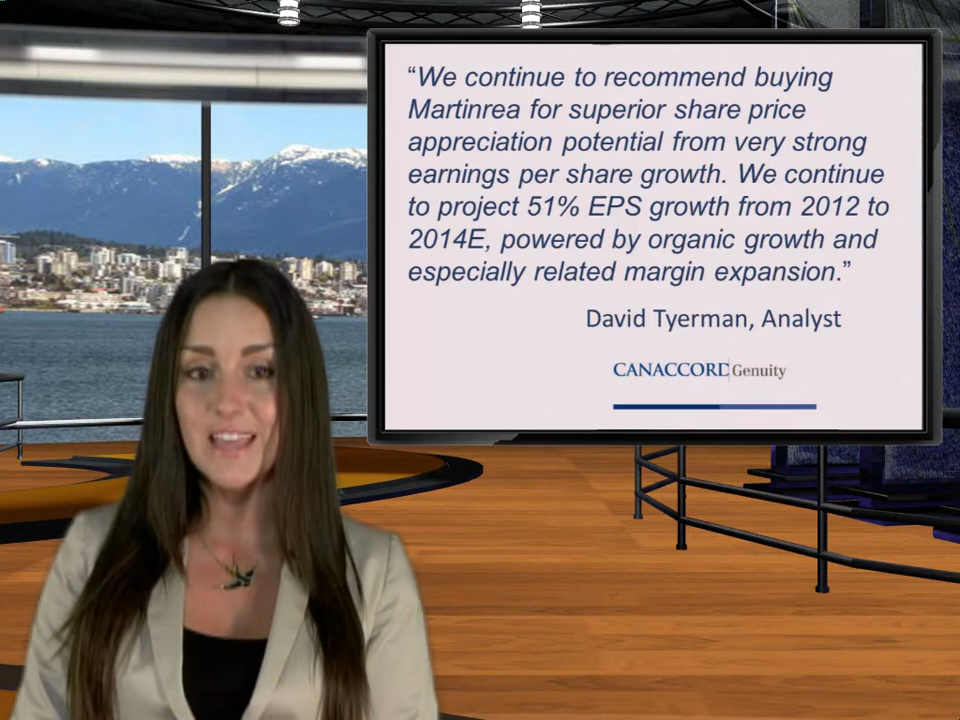 “We continue to recommend buying
Martinrea for superior share price
appreciation potential from very strong
earnings per share growth. We continue
to project 51% EPS growth from 2012 to
2014E, powered by organic growth and
especially related margin expansion.”
David Tyerman, Analyst
CANACCORD Genuity